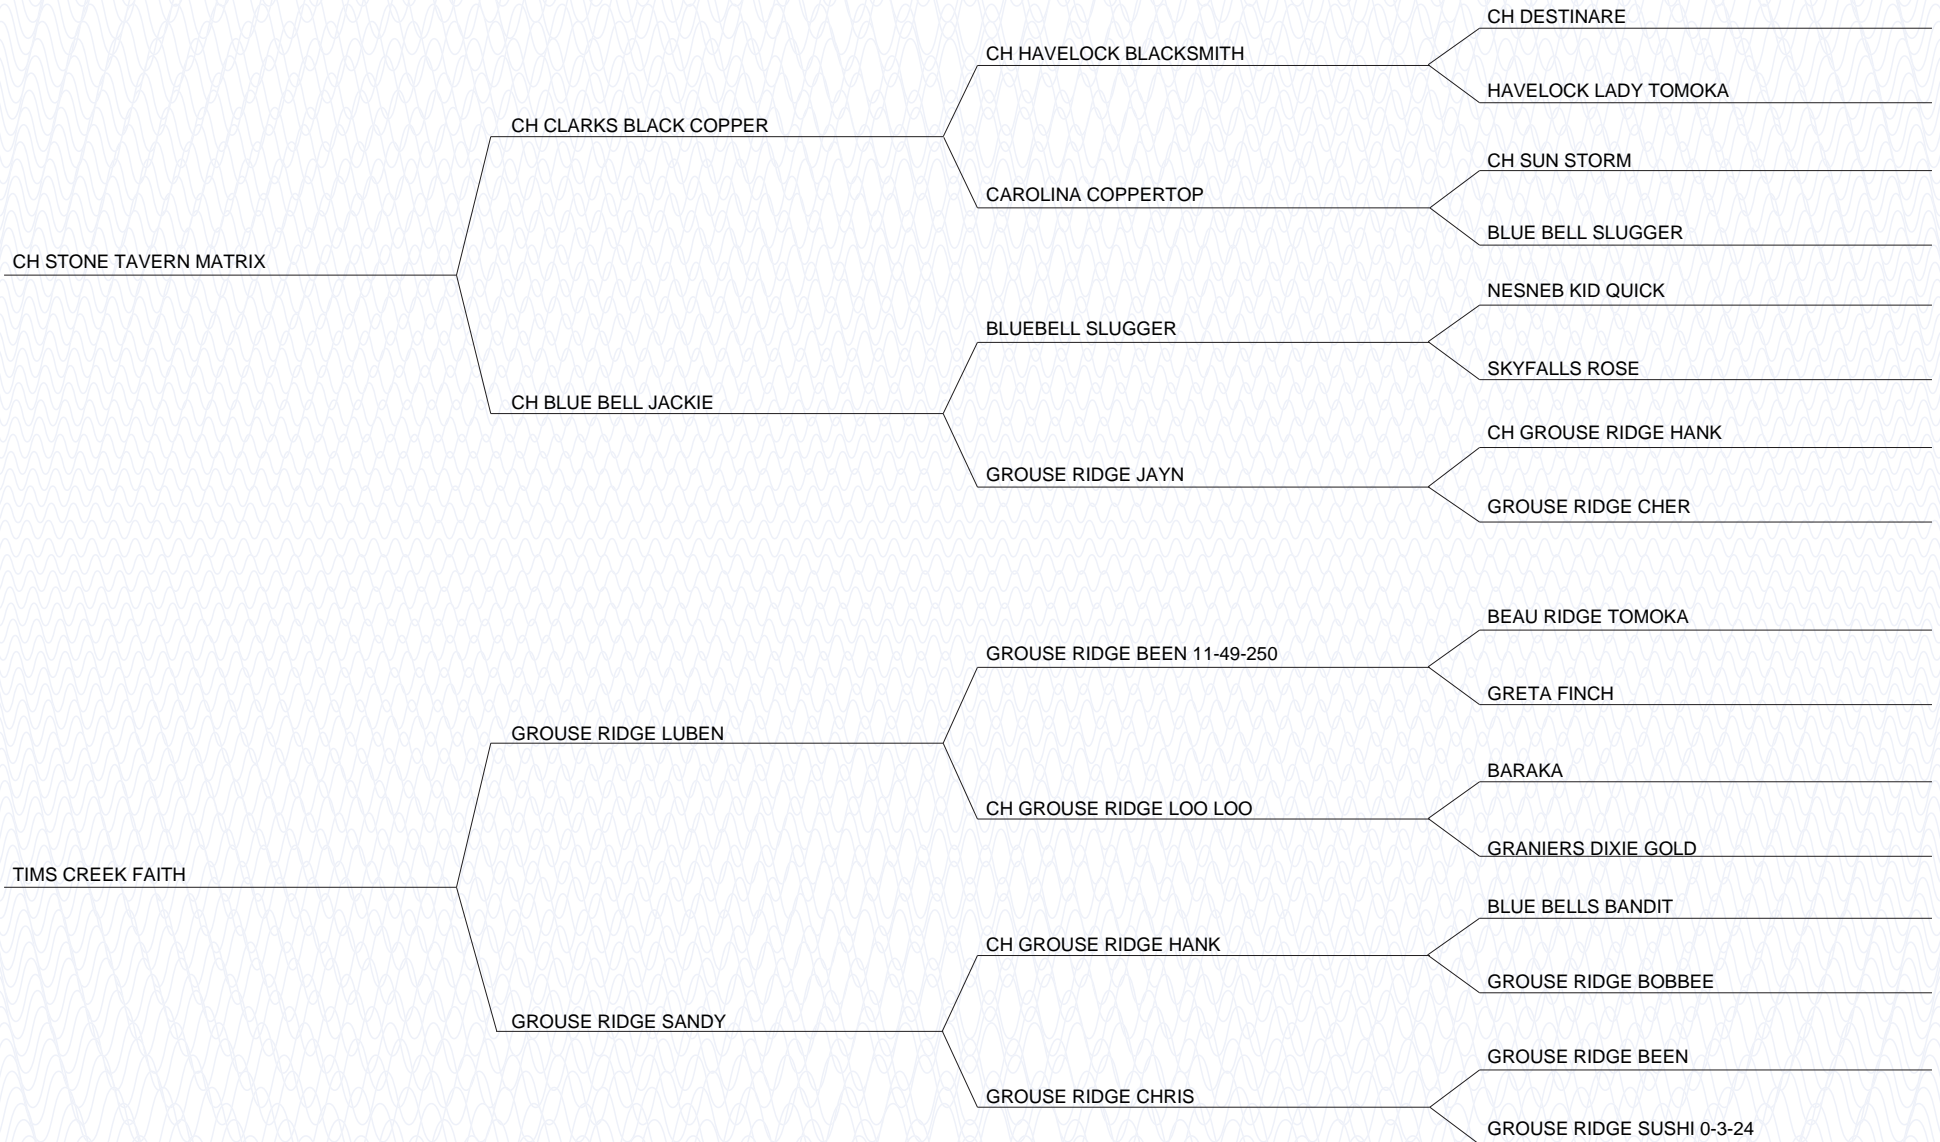 CH DESTINARE
CH HAVELOCK BLACKSMITH
HAVELOCK LADY TOMOKA
CH CLARKS BLACK COPPER
CH SUN STORM
CAROLINA COPPERTOP
BLUE BELL SLUGGER
CH STONE TAVERN MATRIX
NESNEB KID QUICK
BLUEBELL SLUGGER
SKYFALLS ROSE
CH BLUE BELL JACKIE
CH GROUSE RIDGE HANK
GROUSE RIDGE JAYN
GROUSE RIDGE CHER
BEAU RIDGE TOMOKA
GROUSE RIDGE BEEN 11-49-250
GRETA FINCH
GROUSE RIDGE LUBEN
BARAKA
CH GROUSE RIDGE LOO LOO
GRANIERS DIXIE GOLD
TIMS CREEK FAITH
BLUE BELLS BANDIT
CH GROUSE RIDGE HANK
GROUSE RIDGE BOBBEE
GROUSE RIDGE SANDY
GROUSE RIDGE BEEN
GROUSE RIDGE CHRIS
GROUSE RIDGE SUSHI 0-3-24